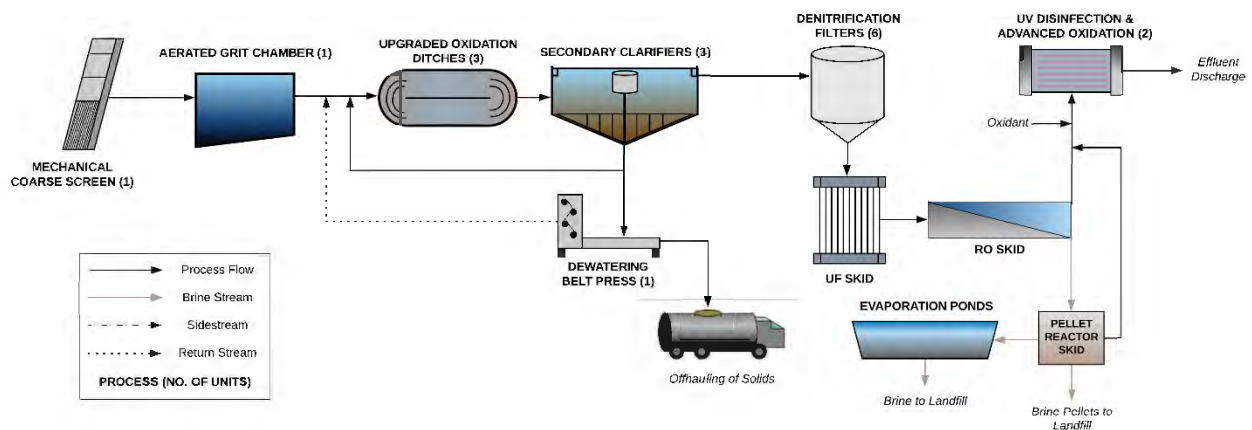 MECHANICAL
COARSE SCREEN (1)
AERATED GRIT CHAMBER (1)
UPGRADED OXIDATION
DITCHES (3)
SECONDARY CLARIFIERS (3)
DENITRIFICATION
FILTERS (6)
UV DISINFECTION &
ADVANCED OXIDATION (2)
Effluent
Discharge
Oxidant
DEWATERING
BELT PRESS (1)
UF SKID
RO SKID
Offhauling of Solids
EVAPORATION PONDS
PELLET
REACTOR
SKID
Brine to Landfill
Brine Pellets to
Landfill
Process Flow
Brine Stream
Sidestream
Return Stream
PROCESS (NO. OF UNITS)